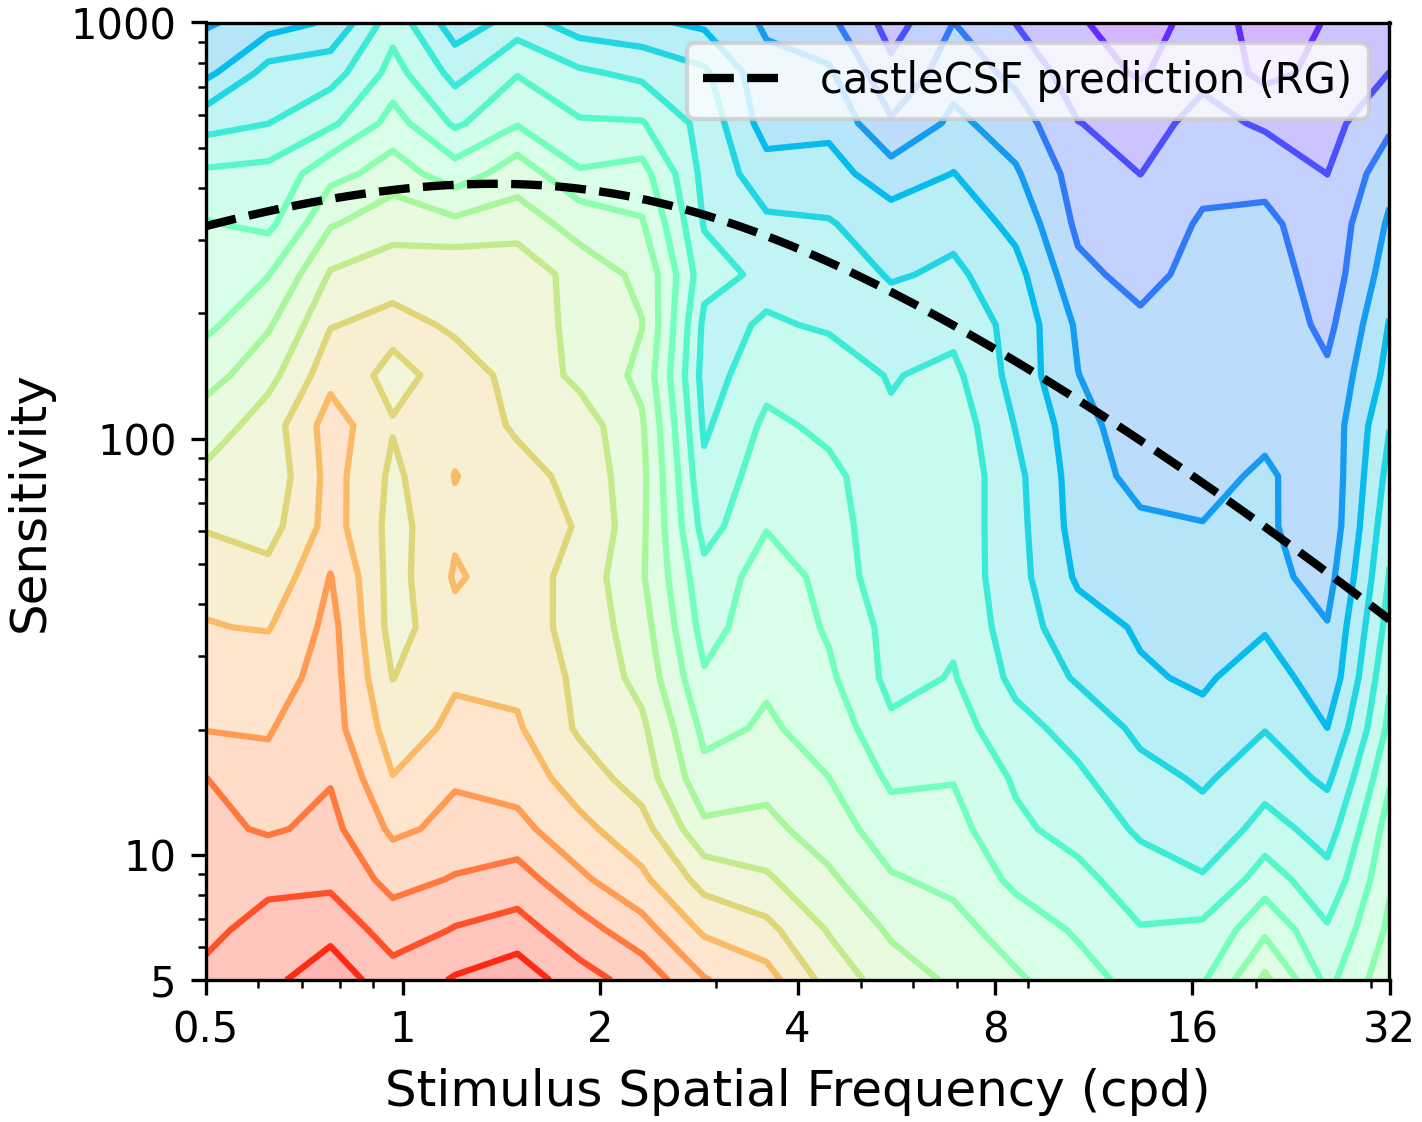 1000
castleCSF prediction (RG)
Sensitivity
100
10
5
0.5 1 2 4 8 16 32
Stimulus Spatial Frequency (cpd)